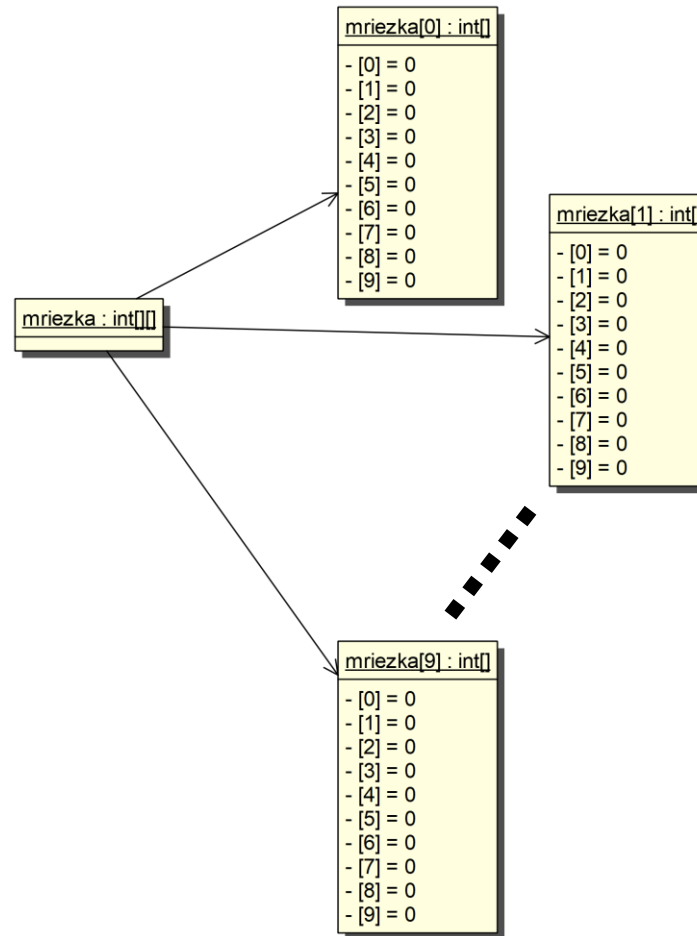 mriezka[0] : int[]
- [0] = 0
- [1] = 0
- [2] = 0
- [3] = 0
- [4] = 0
- [5] = 0
- [6] = 0
- [7] = 0
- [8] = 0
- [9] = 0
mriezka[1] : int[
- [0] = 0
- [1] = 0
- [2] = 0
- [3] = 0
- [4] = 0
- [5] = 0
- [6] = 0
- [7] = 0
- [8] = 0
- [9] = 0
mriezka : int[][]
mriezka[9] : int[]
- [0] = 0
- [1] = 0
- [2] = 0
- [3] = 0
- [4] = 0
- [5] = 0
- [6] = 0
- [7] = 0
- [8] = 0
- [9] = 0